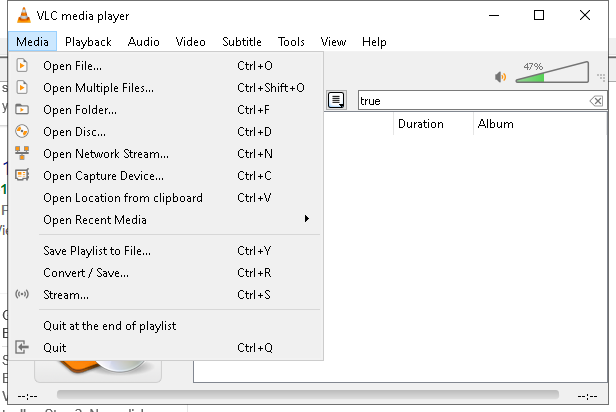 VLC media player
Media Playback Audio Video Subtitle Tools View Help
Open File... Ctrl+O
47%
Open Multiple Files... Ctrl+Shift+O
true
Open Folder... Ctrl+F
Open Disc... Ctrl+D
Duration Album
Open Network Stream... Ctrl+N
Open Capture Device... Ctrl+C
Open Location from clipboard Ctrl+V
Open Recent Media
Save Playlist to File... Ctrl+Y
Convert / Save... Ctrl+R
Stream... Ctrl+S
Quit at the end of playlist
Quit Ctrl+Q
--:-- --:--